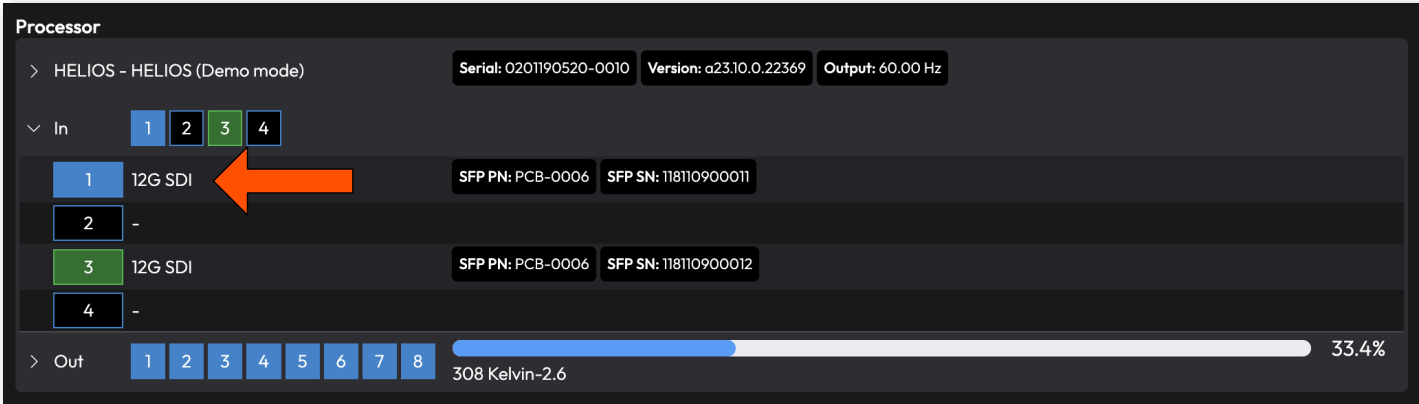 Processor
HELIOS - HELIOS (Demo mode) Serial: 0201190520-0010 Version: a23.10.0.22369 Output: 60.00 Hz
In 1 2 3 4
1 12G SDI SFP PN: PCB-0006 SFP SN: 118110900011
2 -
3 12G SDI SFP PN: PCB-0006 SFP SN: 118110900012
4 -
Out 1 2 3 4 5 6 7 8 33.4%
308 Kelvin-2.6